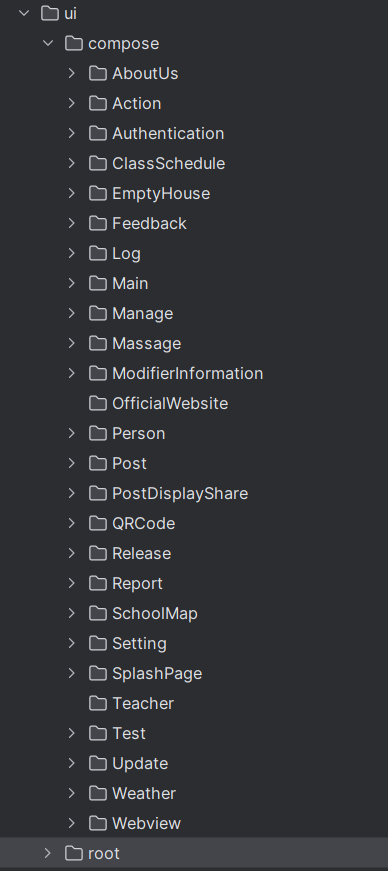 ui
compose
AboutUs
Action
Authentication
ClassSchedule
EmptyHouse
Feedback
Log
Main
Manage
Massage
ModifierInformation
OfficialWebsite
Person
Post
PostDisplayShare
QRCode
Release
Report
SchoolMap
Setting
SplashPage
Teacher
Test
Update
Weather
Webview
root